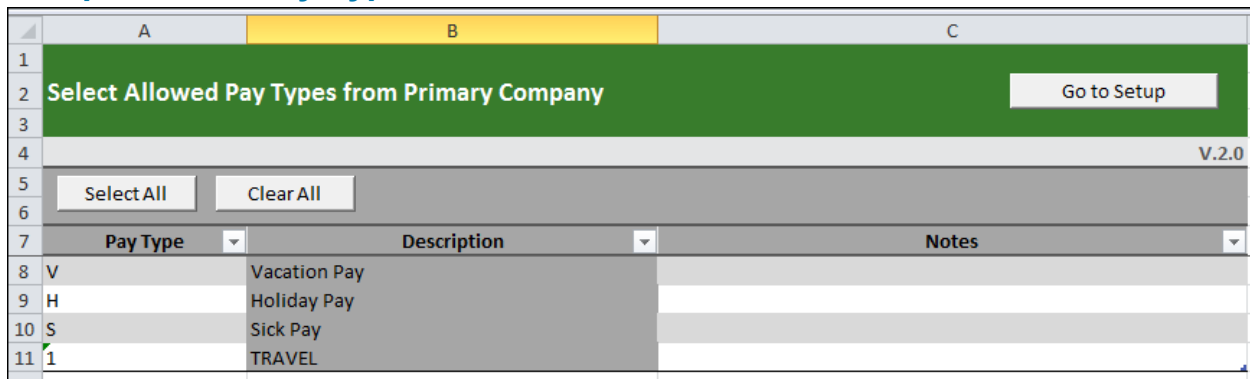 A B C
1
2 Select Allowed Pay Types from Primary Company Go to Setup
3
4 V.2.0
5 Select All Clear All
6
7 Pay Type Description Notes
8 V Vacation Pay
9 H Holiday Pay
10 S Sick Pay
11 1 TRAVEL